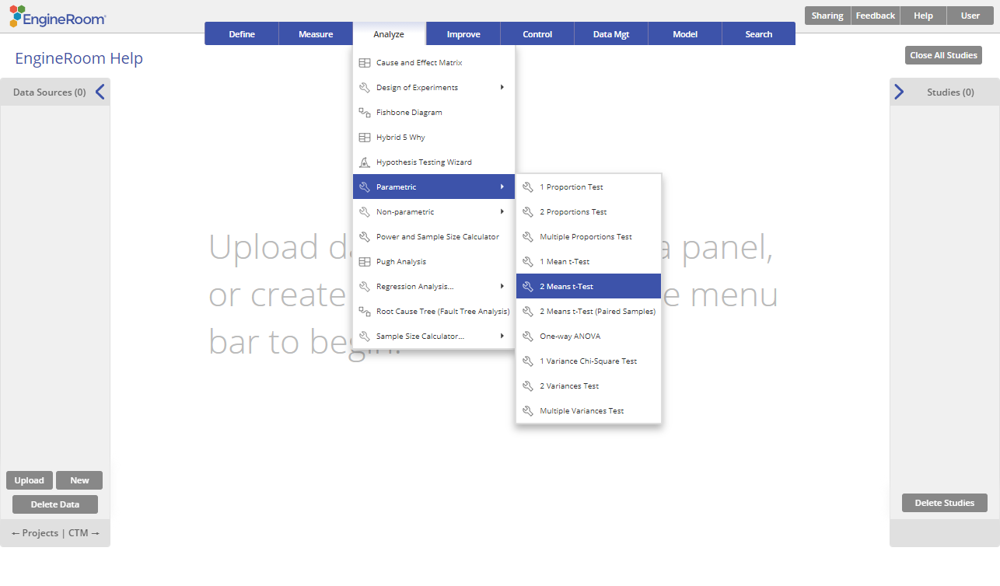 EngineRoom
Sharing
Feedback
Help
User
Define
Measure
Analyze
Improve
Control
Data Mgt
Model
Search
EngineRoom Help
Close All Studies
Data Sources (0)
Studies (0)
Cause and Effect Matrix
Design of Experiments
Fishbone Diagram
Hybrid 5 Why
Hypothesis Testing Wizard
Parametric
Non-parametric
Power and Sample Size Calculator
Pugh Analysis
Regression Analysis...
Root Cause Tree (Fault Tree Analysis)
Sample Size Calculator...
1 Proportion Test
2 Proportions Test
Multiple Proportions Test
1 Mean t-Test
2 Means t-Test
2 Means t-Test (Paired Samples)
One-way ANOVA
1 Variance Chi-Square Test
2 Variances Test
Multiple Variances Test
Upload panel,
or create menu
bar to begin.
Upload
New
Delete Data
← Projects | CTM →
Delete Studies